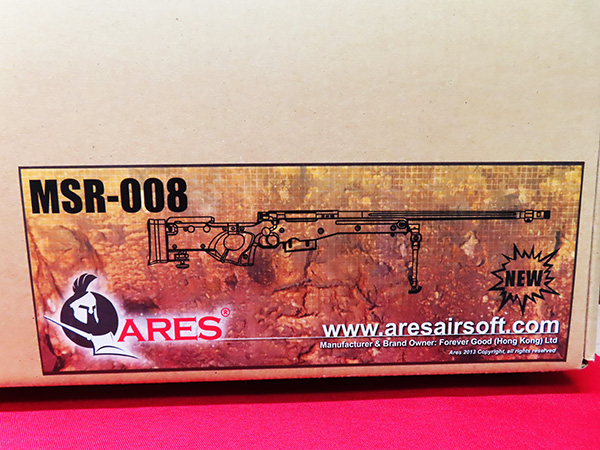 MSR-008
NEW
ARES®
www.aresairsoft.com
Manufacturer & Brand Owner: Forever Good (Hong Kong) Ltd
Ares 2013 Copyright, all rights reserved